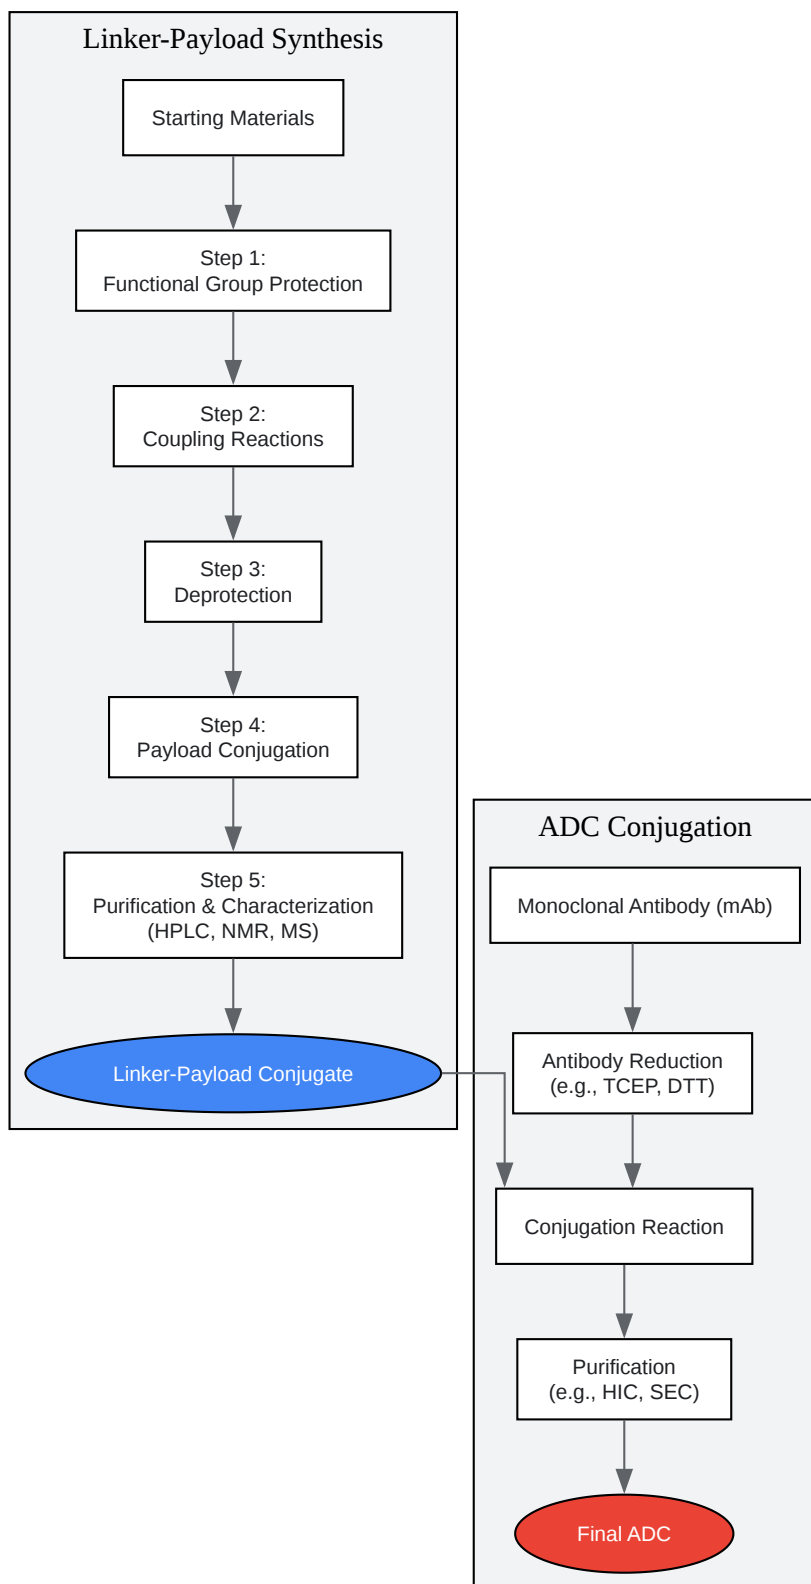 Linker-Payload Synthesis
Starting Materials
Step 1:
Functional Group Protection
Step 2:
Coupling Reactions
Step 3:
Deprotection
Step 4:
Payload Conjugation
Step 5:
Purification & Characterization
(HPLC, NMR, MS)
Linker-Payload Conjugate
ADC Conjugation
Monoclonal Antibody (mAb)
Antibody Reduction
(e.g., TCEP, DTT)
Conjugation Reaction
Purification
(e.g., HIC, SEC)
Final ADC